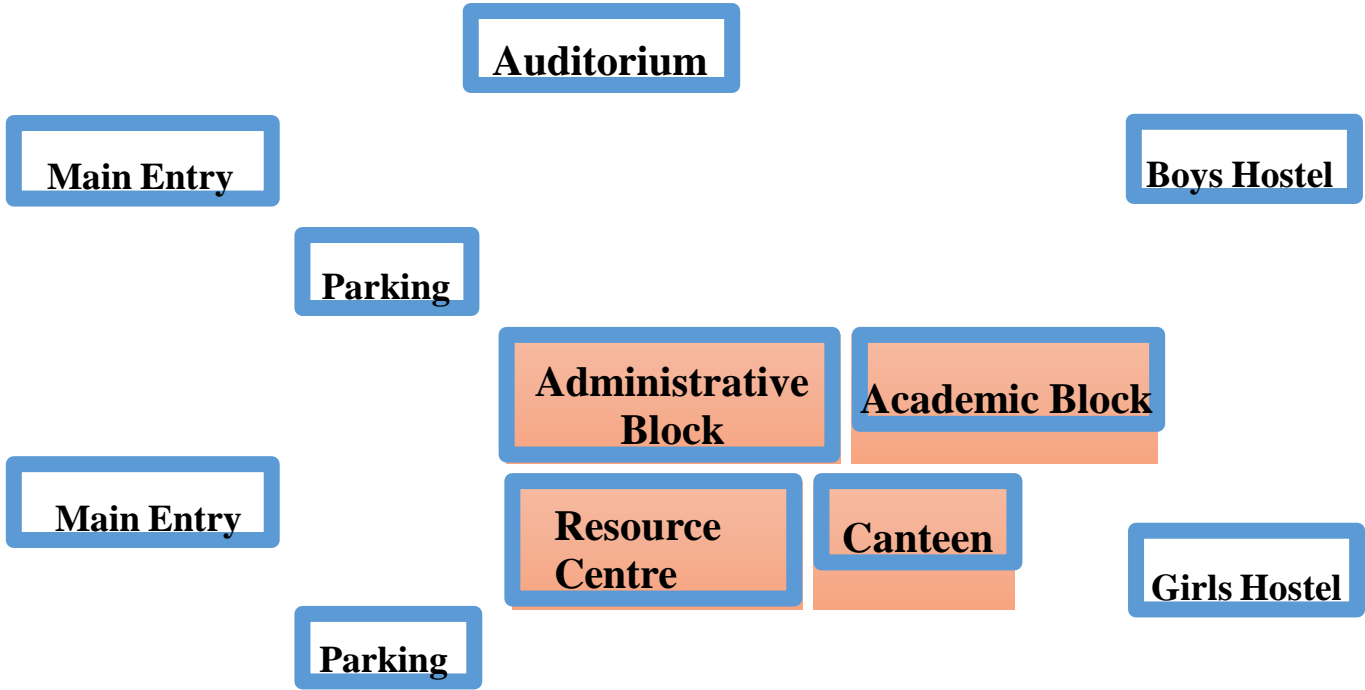 Auditorium
Main Entry
Boys Hostel
Parking
Administrative
Block
Academic Block
Main Entry
Resource
Centre
Canteen
Girls Hostel
Parking